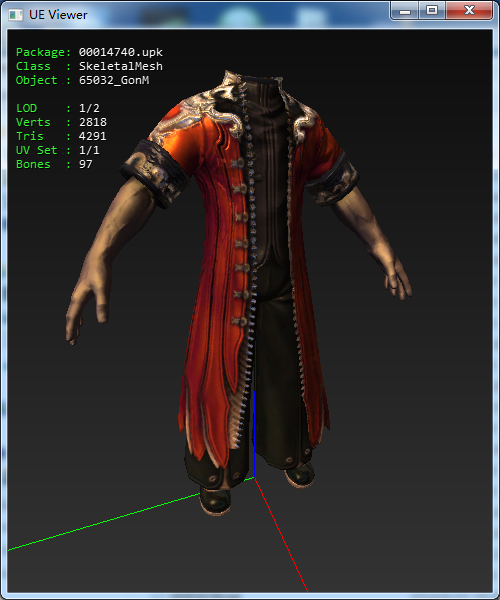 UE Viewer
Package: 00014740.upk
Class : SkeletalMesh
Object : 65032_GonM
LOD : 1/2
Verts : 2818
Tris : 4291
UV Set : 1/1
Bones : 97